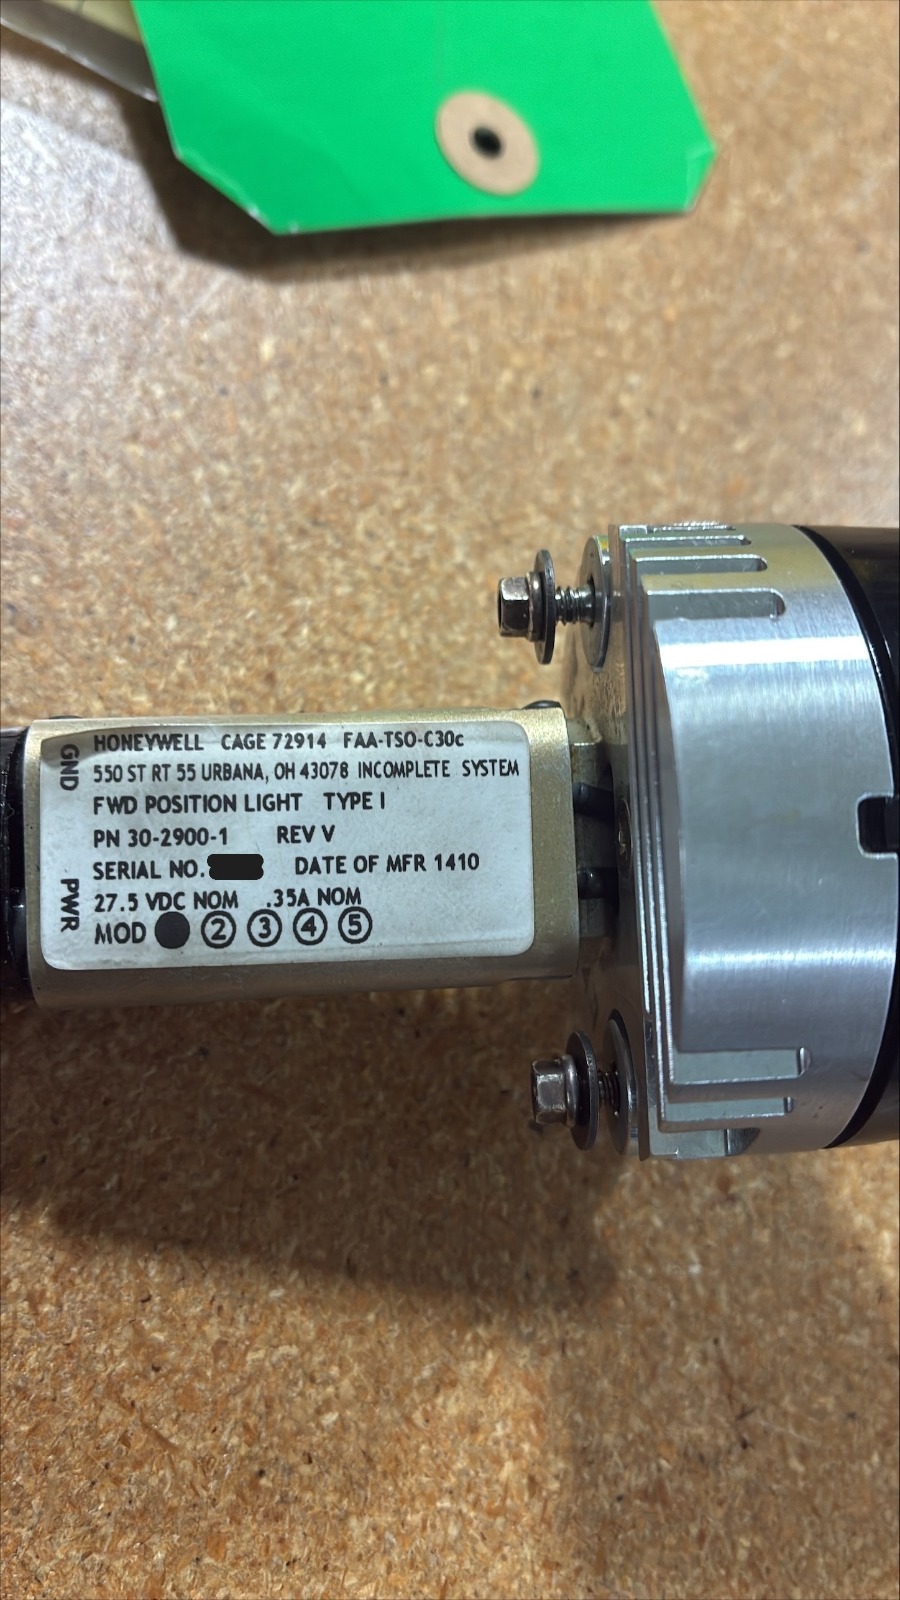 HONEYWELL CAGE 72914 FAA-TSO-C30c
550 ST RT 55 URBANA, OH 43078 INCOMPLETE SYSTEM
FWD POSITION LIGHT TYPE I
PN 30-2900-1 REV V
SERIAL NO. DATE OF MFR 1410
27.5 VDC NOM .35A NOM
MOD ② ③ ④ ⑤
GND
PWR